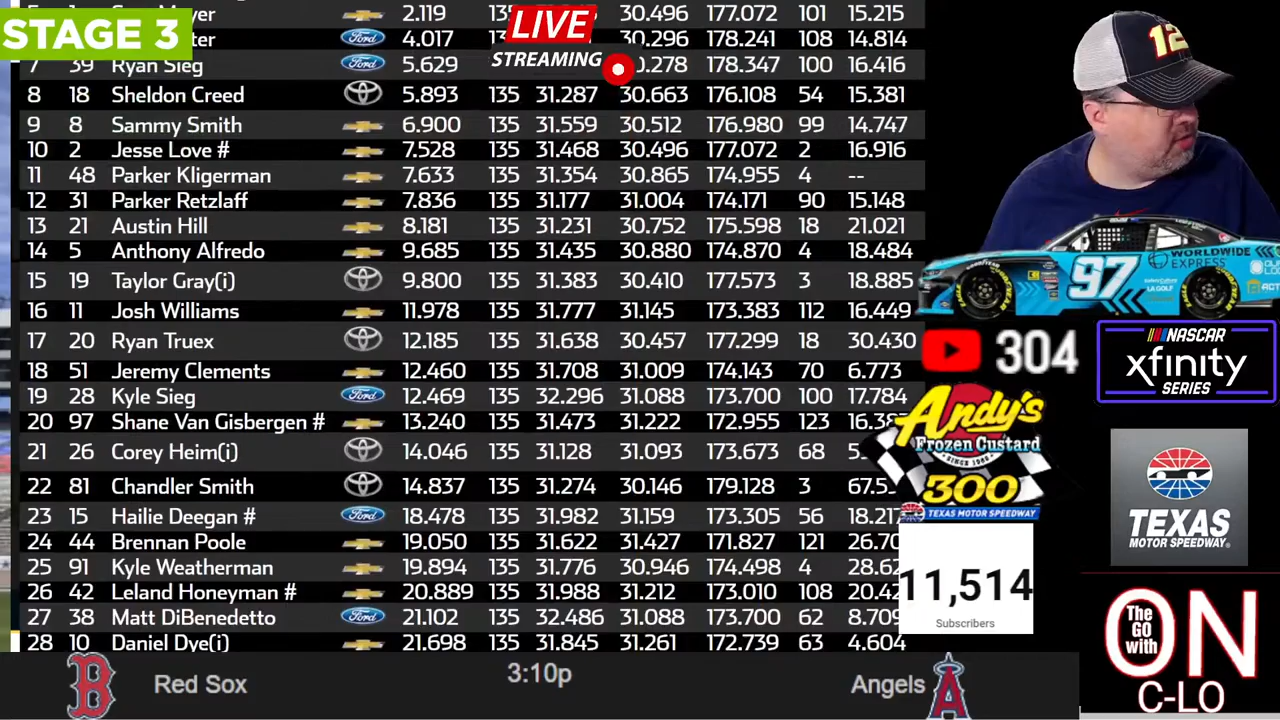 STAGE 3
LIVE
STREAMING
2.119 135 30.496 177.072 101 15.215
4.017 30.296 178.241 108 14.814
7 39 Ryan Sieg Ford 5.629 178.347 100 16.416
8 18 Sheldon Creed 5.893 135 31.287 30.663 176.108 54 15.381
9 8 Sammy Smith 6.900 135 31.559 30.512 176.980 99 14.747
10 2 Jesse Love # 7.528 135 31.468 30.496 177.072 2 16.916
11 48 Parker Kligerman 7.633 135 31.354 30.865 174.955 4 --
12 31 Parker Retzlaff 7.836 135 31.177 31.004 174.171 90 15.148
13 21 Austin Hill 8.181 135 31.231 30.752 175.598 18 21.021
14 5 Anthony Alfredo 9.685 135 31.435 30.880 174.870 4 18.484
15 19 Taylor Gray(i) 9.800 135 31.383 30.410 177.573 3 18.885
16 11 Josh Williams 11.978 135 31.777 31.145 173.383 112 16.449
17 20 Ryan Truex 12.185 135 31.638 30.457 177.299 18 30.430
18 51 Jeremy Clements 12.460 135 31.708 31.009 174.143 70 6.773
19 28 Kyle Sieg Ford 12.469 135 32.296 31.088 173.700 100 17.784
20 97 Shane Van Gisbergen # 13.240 135 31.473 31.222 172.955 123
21 26 Corey Heim(i) 14.046 135 31.128 31.093 173.673 68
22 81 Chandler Smith 14.837 135 31.274 30.146 179.128 3
23 15 Hailie Deegan # Ford 18.478 135 31.982 31.159 173.305 56
24 44 Brennan Poole 19.050 135 31.622 31.427 171.827 121
25 91 Kyle Weatherman 19.894 135 31.776 30.946 174.498 4
26 42 Leland Honeyman # 20.889 135 31.988 31.212 173.010 108
27 38 Matt DiBenedetto Ford 21.102 135 32.486 31.088 173.700 62 8.709
28 10 Daniel Dye(i) 21.698 135 31.845 31.261 172.739 63 4.604
12
97
WORLDWIDE
EXPRESS
304
NASCAR
xfinity
SERIES
Andy's
Frozen Custard
SINCE 1986
300
TEXAS MOTOR SPEEDWAY
TEXAS
MOTOR SPEEDWAY
11,514
Subscribers
The
GO
with
ON
C-LO
B Red Sox 3:10p Angels A